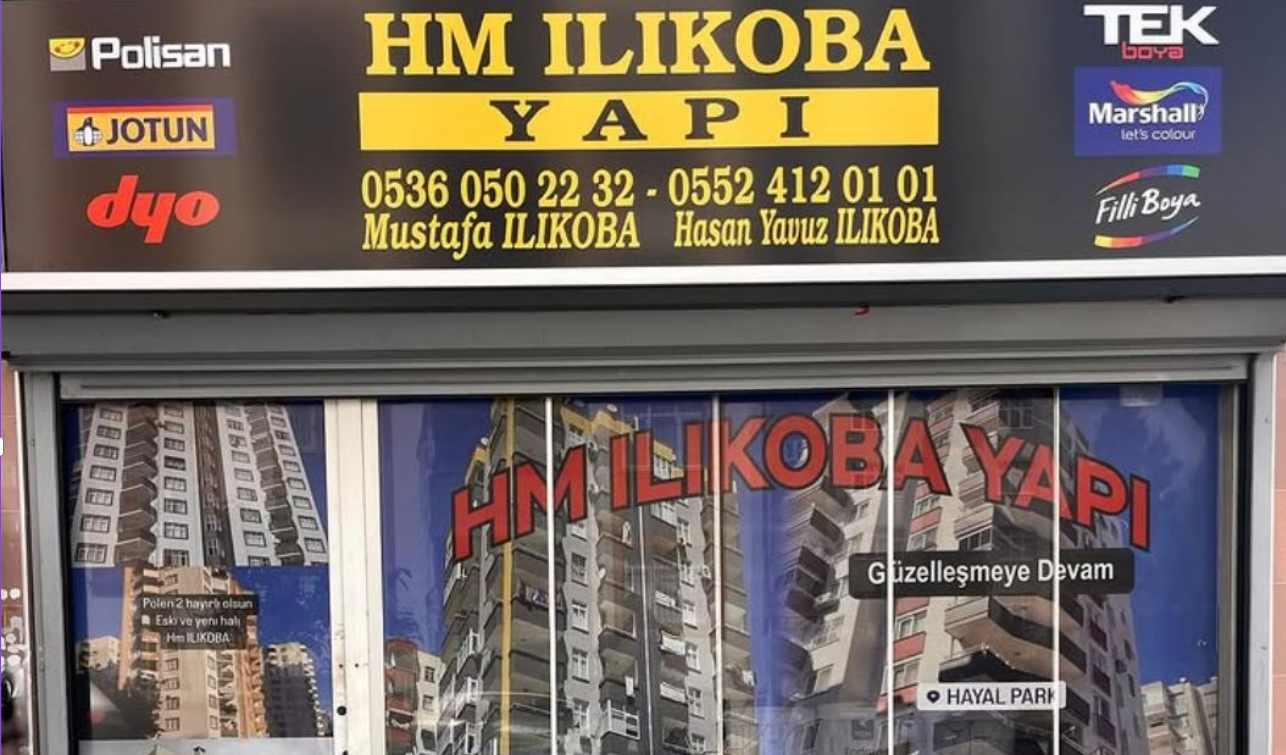 Polisan
HM ILIKOBA
TEK
boya
JOTUN
YAPI
Marshall
let's colour
dyo
0536 050 22 32 - 0552 412 01 01
Filli Boya
Mustafa ILIKOBA Hasan Yavuz ILIKOBA
HM ILIKOBA YAPI
Güzelleşmeye Devam
Polen 2 hayırlı olsun
Eski ve yeni hali
Hm ILIKOBA
HAYAL PARK